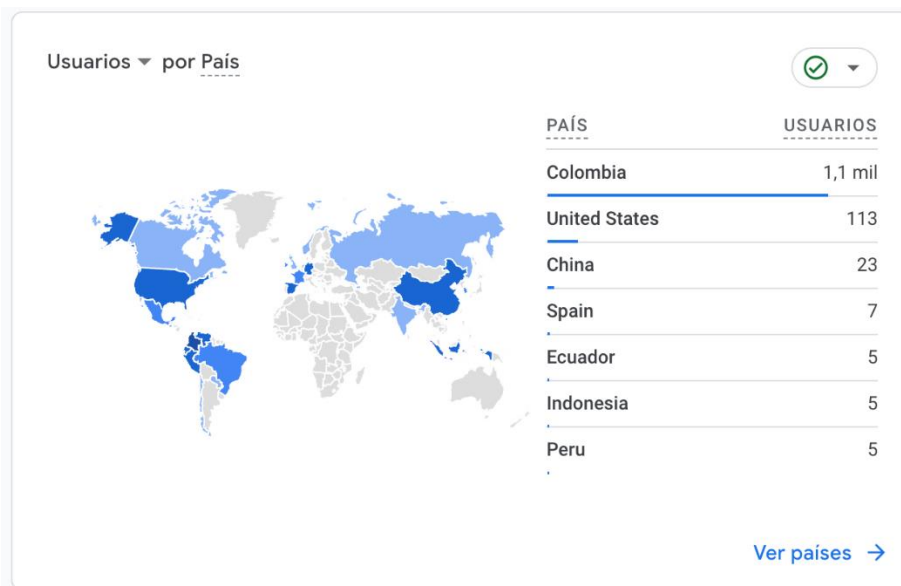 Usuarios por País
PAÍS USUARIOS
Colombia 1,1 mil
United States 113
China 23
Spain 7
Ecuador 5
Indonesia 5
Peru 5
Ver países